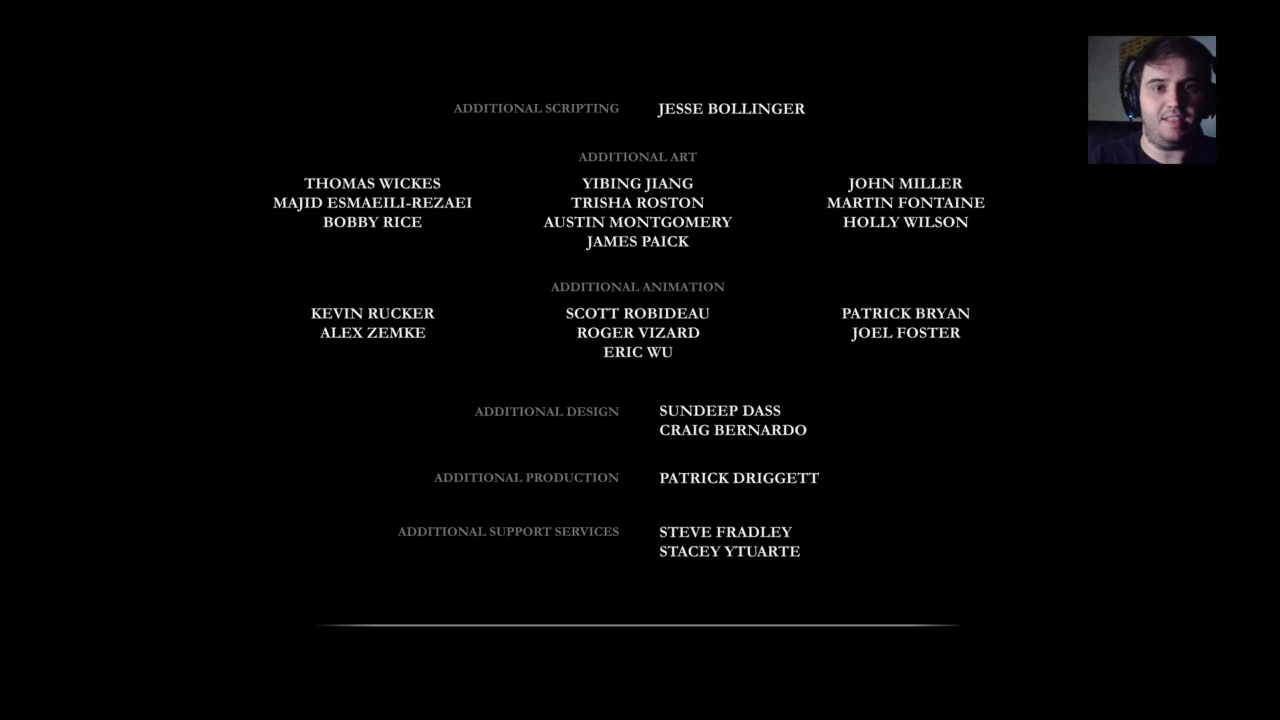 ADDITIONAL SCRIPTING JESSE BOLLINGER
ADDITIONAL ART
THOMAS WICKES YIBING JIANG JOHN MILLER
MAJID ESMAEILI-REZAEI TRISHA ROSTON MARTIN FONTAINE
BOBBY RICE AUSTIN MONTGOMERY HOLLY WILSON
JAMES PAICK
ADDITIONAL ANIMATION
KEVIN RUCKER SCOTT ROBIDEAU PATRICK BRYAN
ALEX ZEMKE ROGER VIZARD JOEL FOSTER
ERIC WU
ADDITIONAL DESIGN SUNDEEP DASS
CRAIG BERNARDO
ADDITIONAL PRODUCTION PATRICK DRIGGETT
ADDITIONAL SUPPORT SERVICES STEVE FRADLEY
STACEY YTUARTE